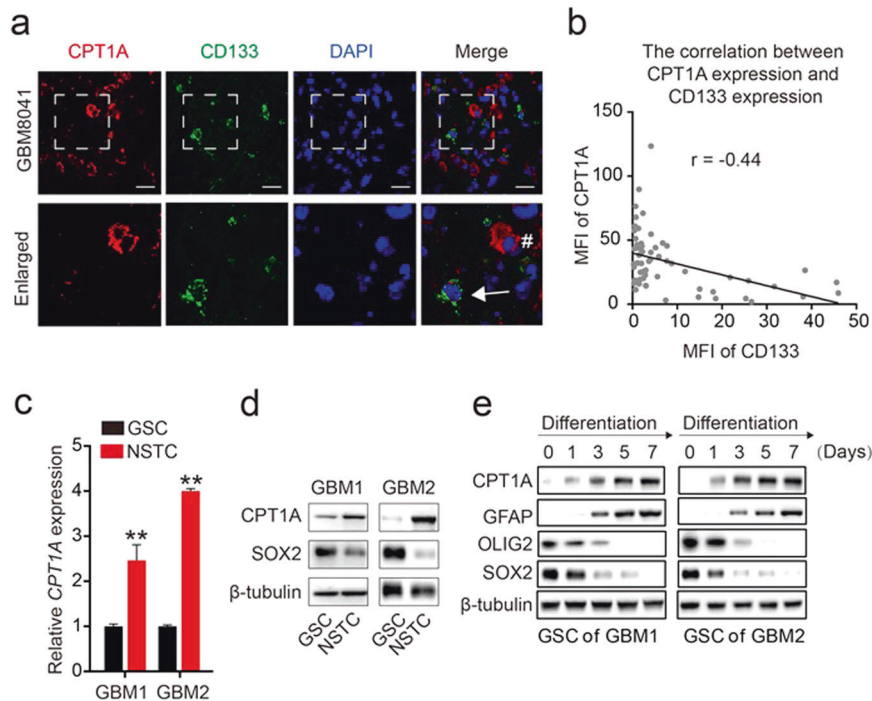 a
CPT1A CD133 DAPI Merge
GBM8041
Enlarged
#
b
The correlation between
CPT1A expression and
CD133 expression
r = -0.44
MFI of CPT1A
150
100
50
0
0 10 20 30 40 50
MFI of CD133
c
GSC
NSTC
Relative CPT1A expression
5
4
3
2
1
0
**
**
GBM1 GBM2
d
GBM1 GBM2
CPT1A
SOX2
β-tubulin
GSC NSTC GSC NSTC
e
Differentiation Differentiation
0 1 3 5 7 0 1 3 5 7 (Days)
CPT1A
GFAP
OLIG2
SOX2
β-tubulin
GSC of GBM1 GSC of GBM2